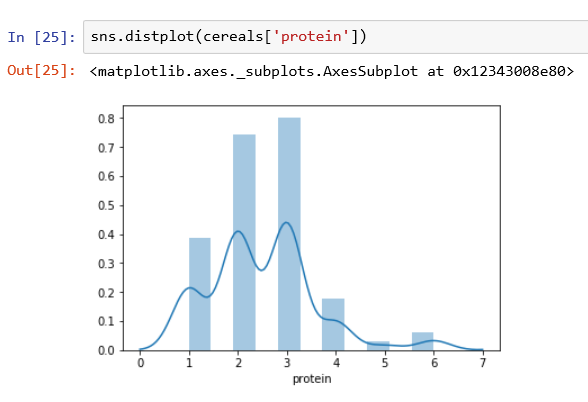 In [25]: sns.distplot(cereals['protein'])
Out[25]: <matplotlib.axes._subplots.AxesSubplot at 0x12343008e80>
0.8
0.7
0.6
0.5
0.4
0.3
0.2
0.1
0.0
0 1 2 3 4 5 6 7
protein